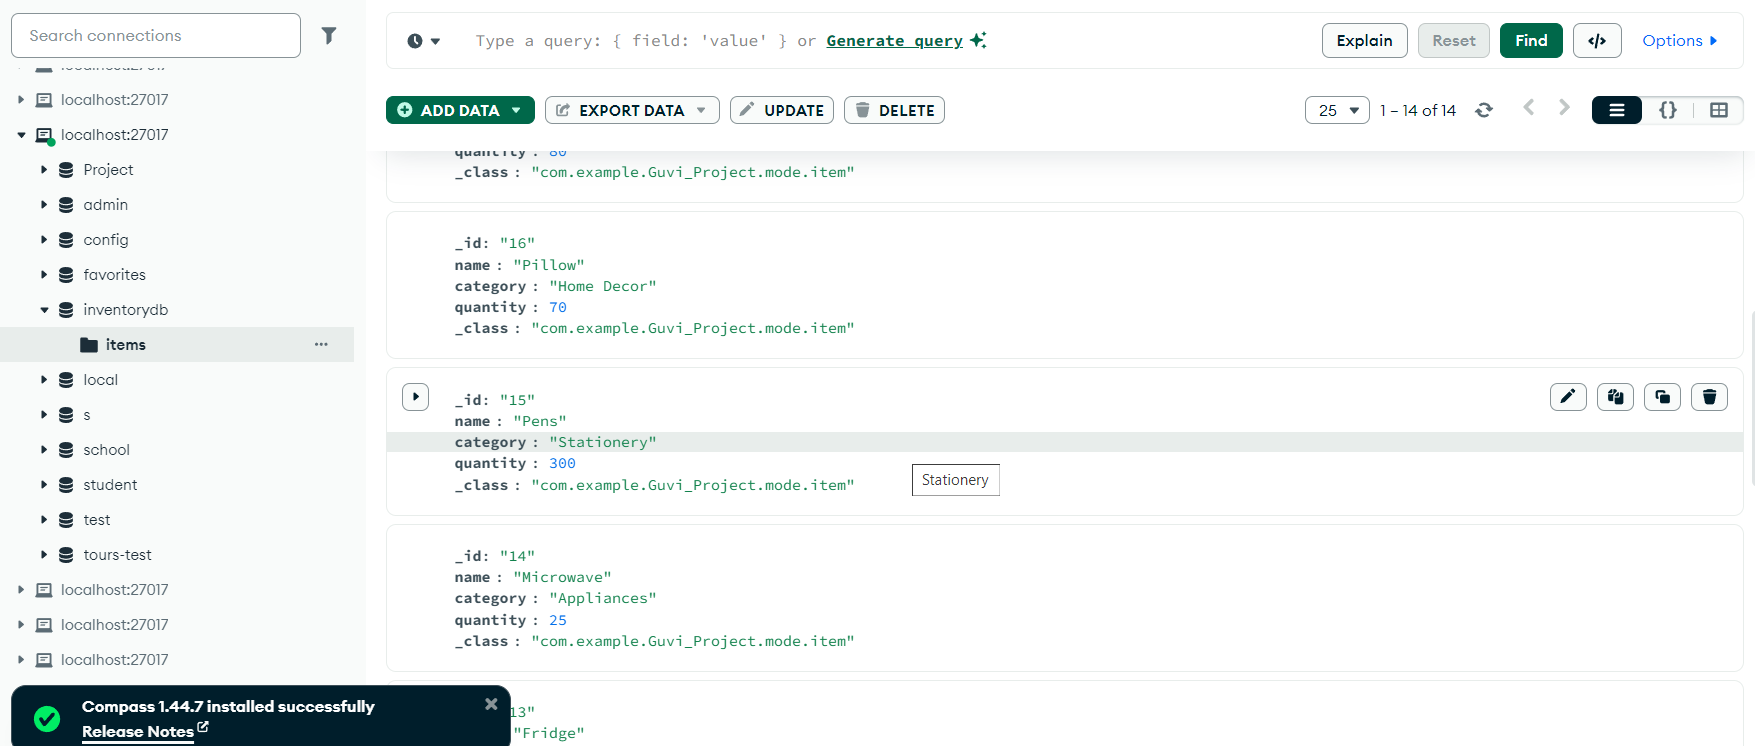 Search connections
localhost:27017
localhost:27017
localhost:27017
Project
admin
config
favorites
inventorydb
items
local
s
school
student
test
tours-test
localhost:27017
localhost:27017
localhost:27017
Compass 1.44.7 installed successfully
Release Notes
Type a query: { field: 'value' } or Generate query
Explain
Reset
Find
</>
Options
ADD DATA
EXPORT DATA
UPDATE
DELETE
25
1 – 14 of 14
{}
quantity : 80
_class : "com.example.Guvi_Project.mode.item"
_id: "16"
name : "Pillow"
category : "Home Decor"
quantity : 70
_class : "com.example.Guvi_Project.mode.item"
_id: "15"
name : "Pens"
category : "Stationery"
quantity : 300
_class : "com.example.Guvi_Project.mode.item"
Stationery
_id: "14"
name : "Microwave"
category : "Appliances"
quantity : 25
_class : "com.example.Guvi_Project.mode.item"
13"
"Fridge"